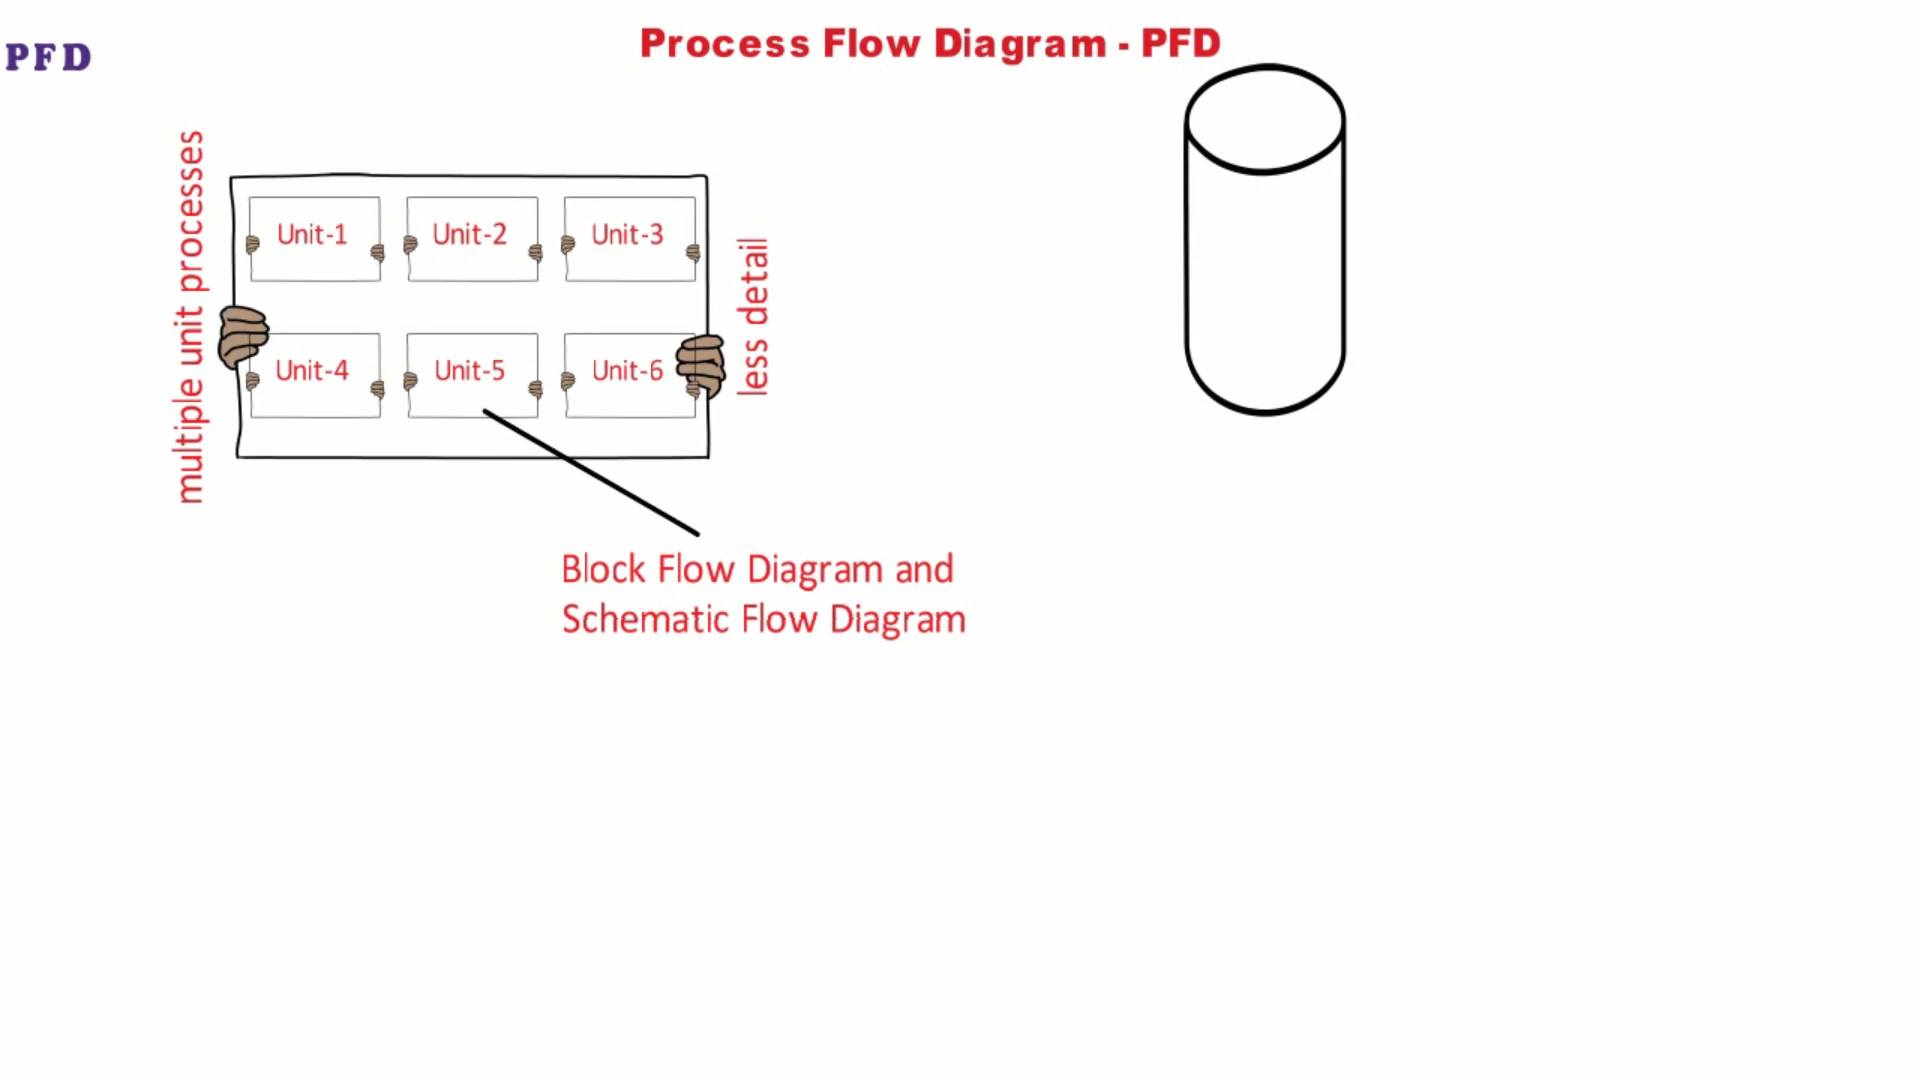 Process Flow Diagram - PFD
PFD
multiple unit processes
Unit-1
Unit-2
Unit-3
Unit-4
Unit-5
Unit-6
less detail
Block Flow Diagram and
Schematic Flow Diagram